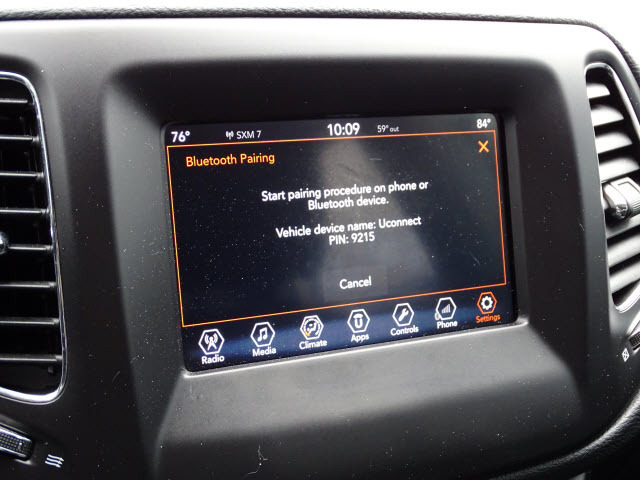 76° SXM 7 10:09 59° out 84°
Bluetooth Pairing
Start pairing procedure on phone or
Bluetooth device.
Vehicle device name: Uconnect
PIN: 9215
Cancel
Radio Media Climate Apps Controls Phone Settings